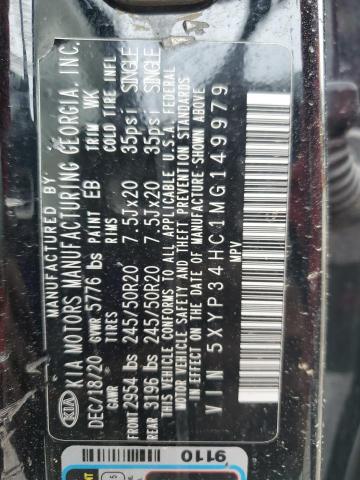 MANUFACTURED BY
KIA KIA MOTORS MANUFACTURING GEORGIA, INC.
DEC/18/20 GVWR 5776 lbs PAINT EB TRIM WK
GAWR TIRES RIMS COLD TIRE INFL
FRONT 2954 lbs 245/50R20 7.5Jx20 35psi SINGLE
REAR 3196 lbs 245/50R20 7.5Jx20 35psi SINGLE
THIS VEHICLE CONFORMS TO ALL APPLICABLE U.S.A. FEDERAL
MOTOR VEHICLE SAFETY AND THEFT PREVENTION STANDARDS
IN EFFECT ON THE DATE OF MANUFACTURE SHOWN ABOVE
VIN 5XYP34HC1MG149979
MPV
9110